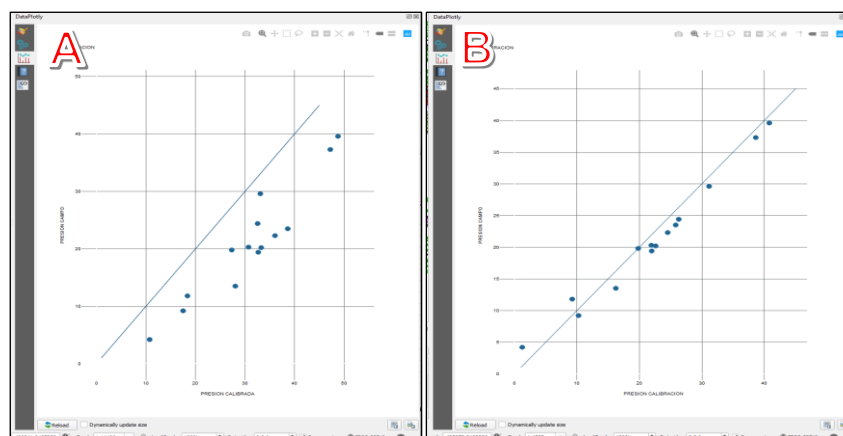 DataPlotly
A
50
40
30
20
10
0
0 10 20 30 40 50
PRESION CAMPO
PRESION CALIBRADA
Reload
Dynamically update size
DataPlotly
B
45
40
35
30
25
20
15
10
5
0
0 10 20 30 40
PRESION CAMPO
PRESION CALIBRACION
Reload
Dynamically update size